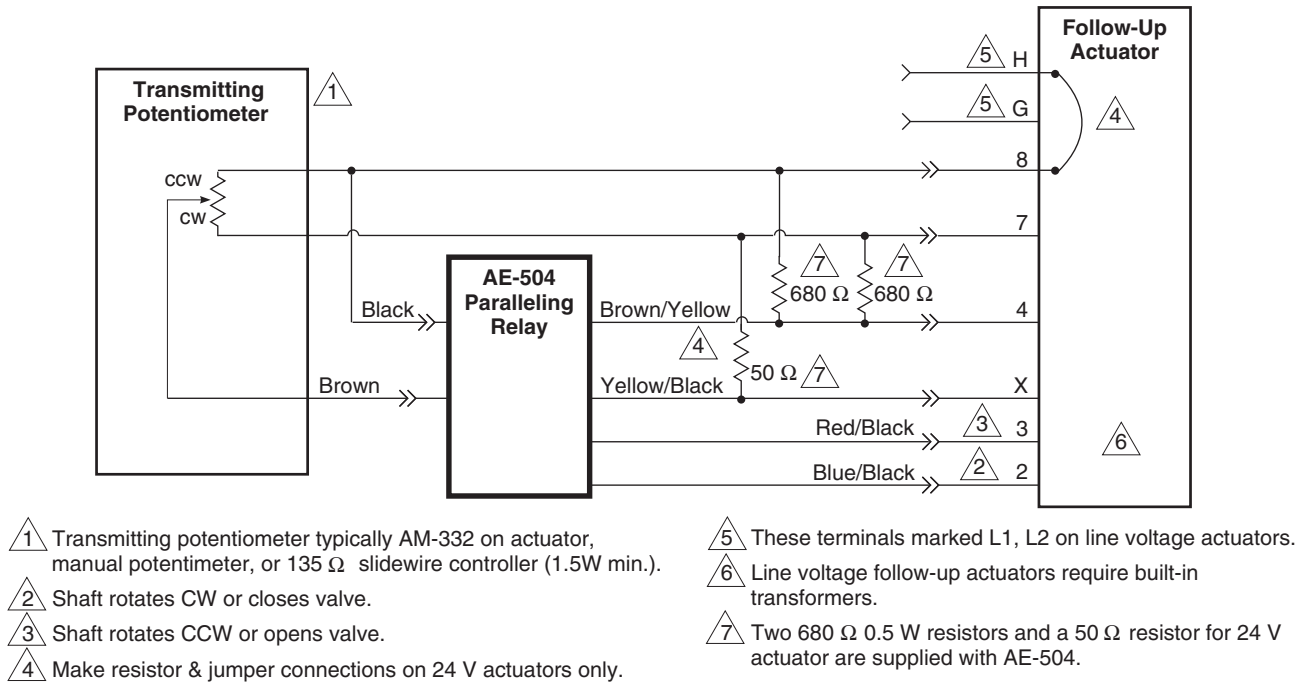 Follow-Up
Actuator
5 H
5 G
4
Transmitting
Potentiometer
1
8
CCW
CW
7
AE-504
Paralleling
Relay
7
680 Ω
7
680 Ω
Black
Brown/Yellow
4
4
50 Ω 7
Brown
Yellow/Black
X
Red/Black
3 3
6
Blue/Black
2 2
1 Transmitting potentiometer typically AM-332 on actuator,
manual potentimeter, or 135 Ω slidewire controller (1.5W min.).
2 Shaft rotates CW or closes valve.
3 Shaft rotates CCW or opens valve.
4 Make resistor & jumper connections on 24 V actuators only.
5 These terminals marked L1, L2 on line voltage actuators.
6 Line voltage follow-up actuators require built-in
transformers.
7 Two 680 Ω 0.5 W resistors and a 50 Ω resistor for 24 V
actuator are supplied with AE-504.